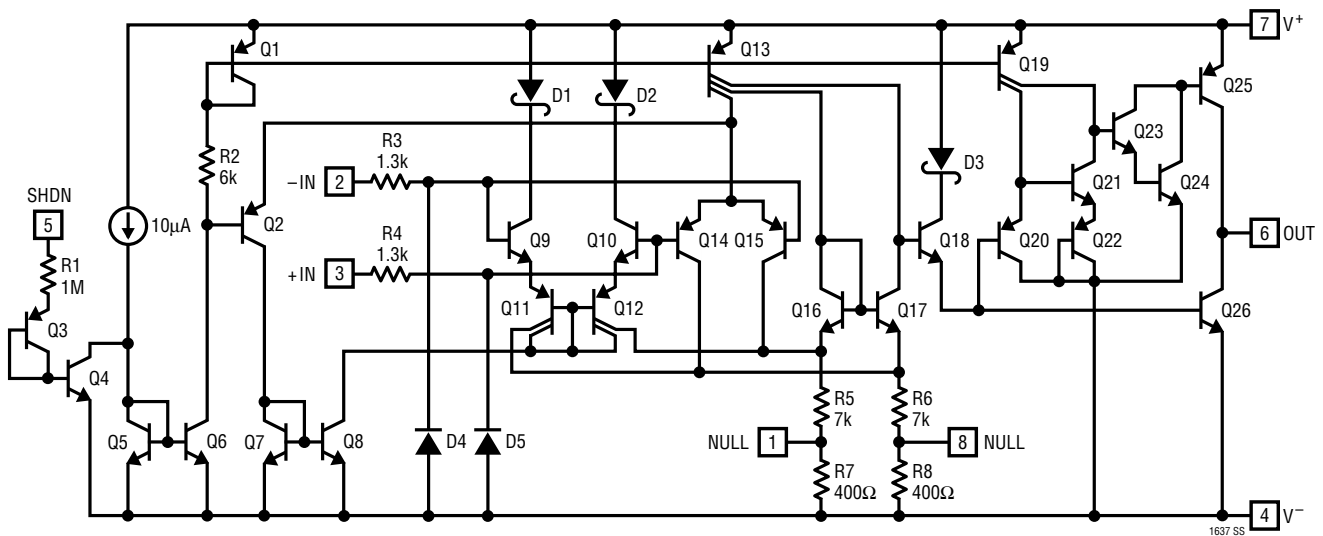 7
V+
Q1
Q13
Q19
Q25
D1
D2
R3
1.3k
Q23
R2
6k
D3
–IN
2
Q21
Q24
SHDN
5
10µA
Q2
R4
1.3k
Q9
Q10
Q14
Q15
Q18
Q20
Q22
6
OUT
+IN
3
R1
1M
Q11
Q12
Q16
Q17
Q26
Q3
Q4
R5
7k
R6
7k
Q5
Q6
Q7
Q8
D4
D5
NULL
1
8
NULL
R7
400Ω
R8
400Ω
4
V–
1637 SS